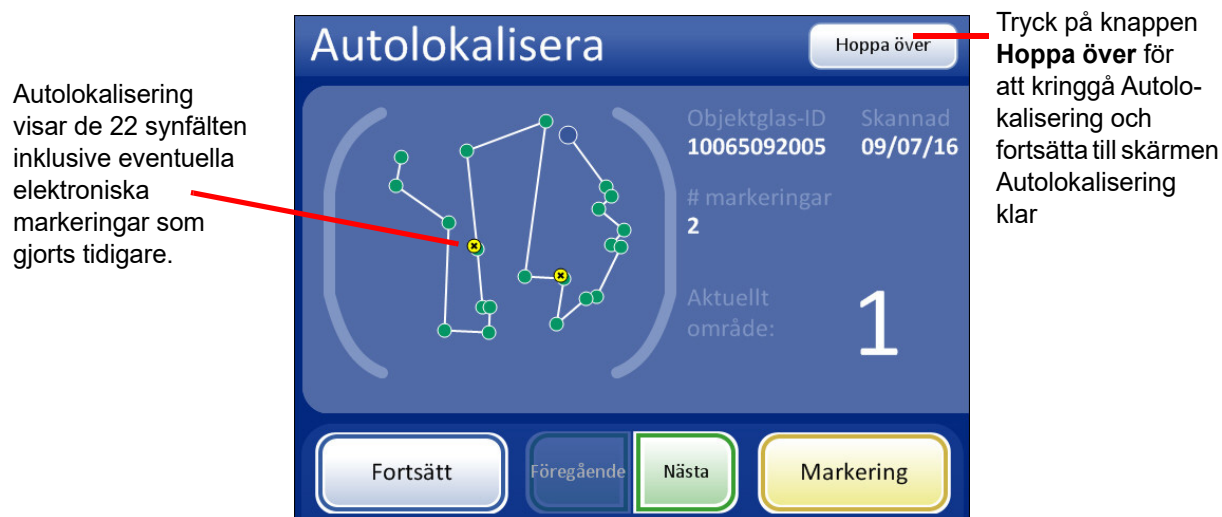 Autolokalisering
visar de 22 synfälten
inklusive eventuella
elektroniska
markeringar som
gjorts tidigare.
Autolokalisera
Hoppa över
Objektglas-ID
Skannad
10065092005
09/07/16
# markeringar
2
Aktuellt
område:
1
Fortsätt
Föregående
Nästa
Markering
Tryck på knappen
Hoppa över för
att kringgå Autolo-
kalisering och
fortsätta till skärmen
Autolokalisering
klar